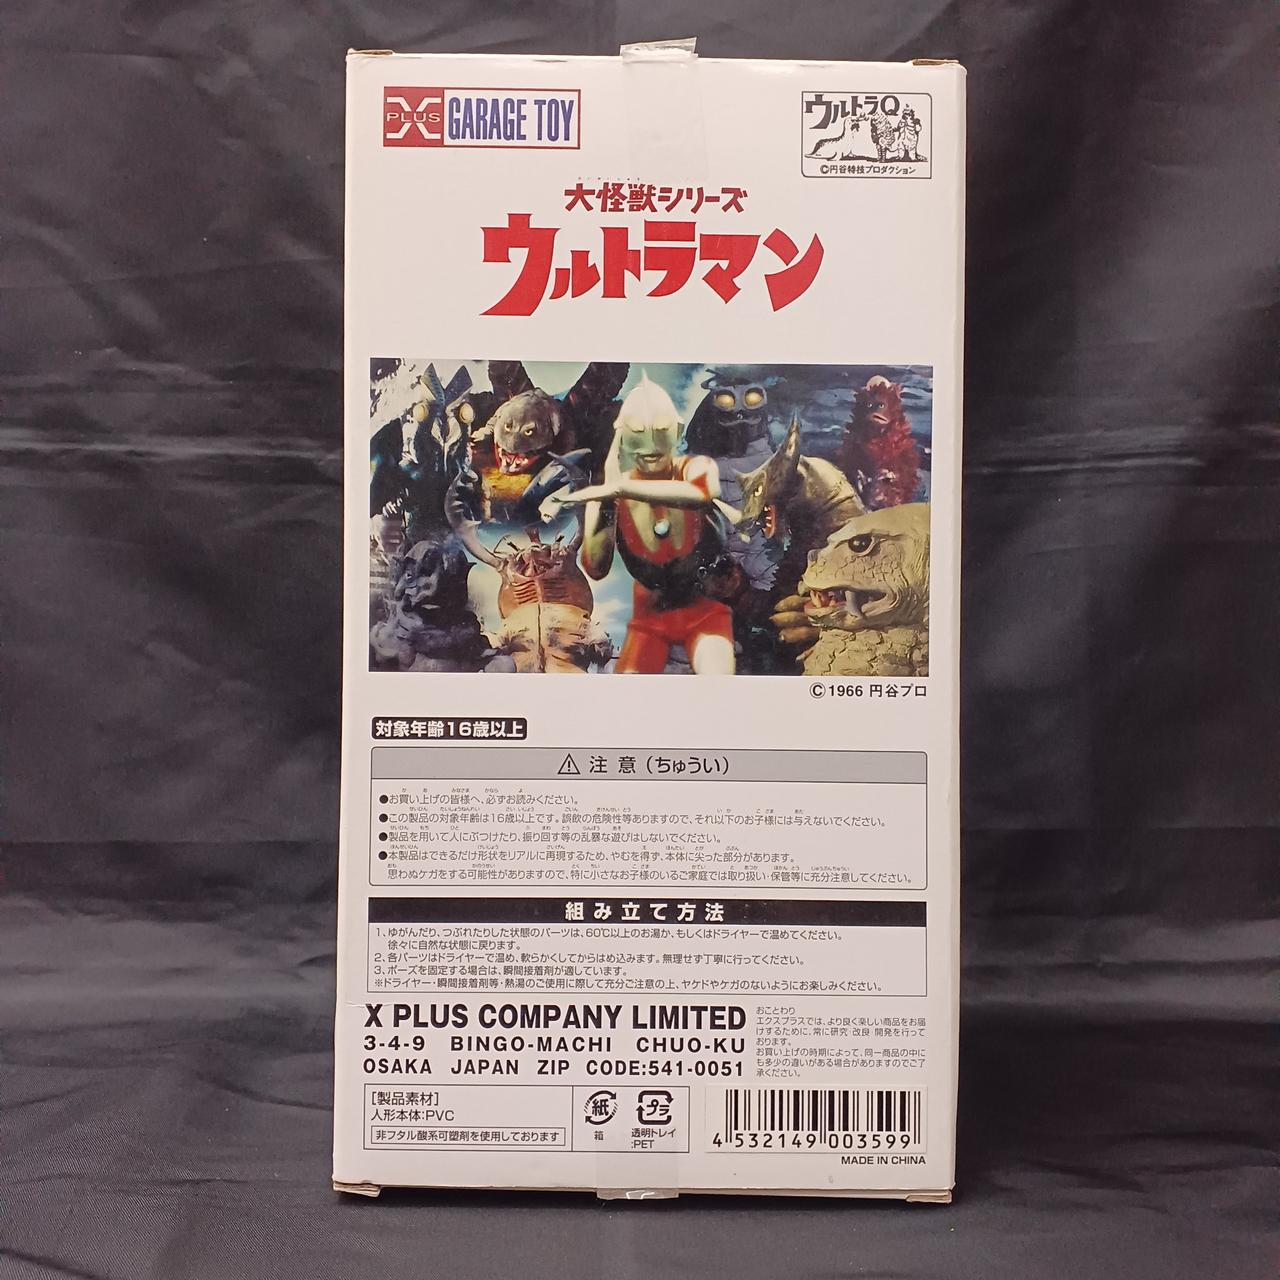 X PLUS GARAGE TOY
ウルトラQ
©円谷特技プロダクション
大怪獣シリーズ
ウルトラマン
©1966 円谷プロ
対象年齢16歳以上
⚠ 注 意(ちゅうい)
●お買い上げの皆様へ、必ずお読みください。
●この製品の対象年齢は16歳以上です。誤飲の危険性等ありますので、それ以下のお子様には与えないでください。
●製品を用いて人にぶつけたり、振り回す等の乱暴な遊びはしないでください。
●本製品はできるだけ形状をリアルに再現するため、やむを得ず、本体に尖った部分があります。
思わぬケガをする可能性がありますので、特に小さなお子様のいるご家庭では取り扱い・保管等に充分注意してください。
組み立て方法
1、ゆがんだり、つぶれたりした状態のパーツは、60℃以上のお湯か、もしくはドライヤーで温めてください。
徐々に自然な状態に戻ります。
2、各パーツはドライヤーで温め、軟らかくしてからはめ込みます。無理せず丁寧に行ってください。
3、ポーズを固定する場合は、瞬間接着剤が適しています。
※ドライヤー・瞬間接着剤等・熱湯のご使用に際して充分ご注意の上、ヤケドやケガのないようにお楽しみください。
X PLUS COMPANY LIMITED
3-4-9 BINGO-MACHI CHUO-KU
OSAKA JAPAN ZIP CODE:541-0051
おことわり
エクスプラスでは、より良く楽しい商品をお届
けするために、常に研究・改良・開発を行って
おります。
お買い上げの時期によって、同一商品の中に
も多少の違いがある場合がありますのでご了
承ください。
[製品素材]
人形本体:PVC
非フタル酸系可塑剤を使用しております
紙
箱
プラ
透明トレイ
:PET
4 532149 003599
MADE IN CHINA